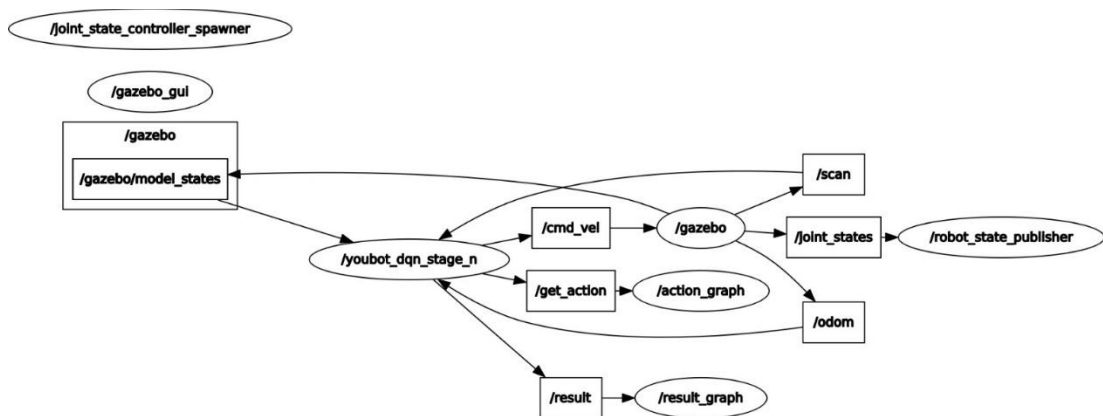 /joint_state_controller_spawner
/gazebo_gui
/gazebo
/gazebo/model_states
/scan
/cmd_vel
/gazebo
/joint_states
/robot_state_publisher
/youbot_dqn_stage_n
/get_action
/action_graph
/odom
/result
/result_graph